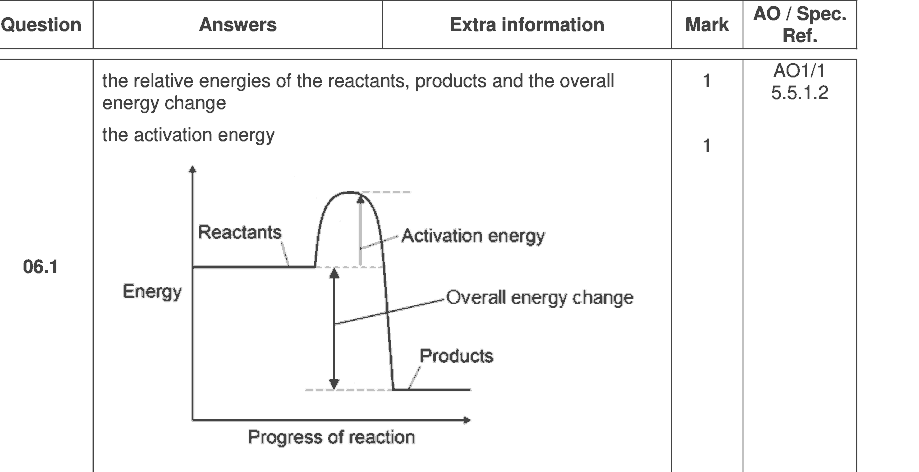 Question Answers Extra information Mark AO / Spec.
Ref.
the relative energies of the reactants, products and the overall
energy change
1
AO1/1
5.5.1.2
the activation energy
1
06.1
Reactants
Activation energy
Energy
Overall energy change
Products
Progress of reaction